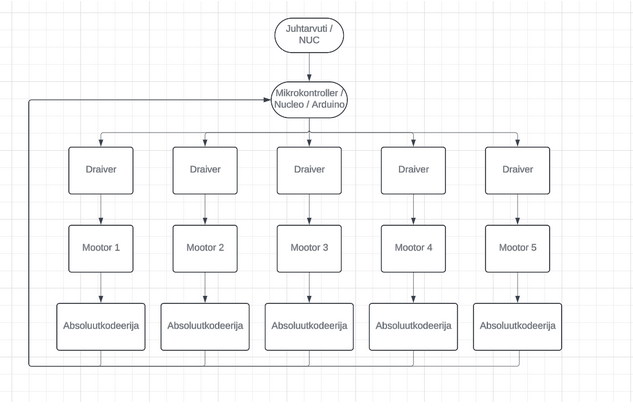 Juhtarvuti /
NUC
Mikrokontroller /
Nucleo / Arduino
Draiver
Draiver
Draiver
Draiver
Draiver
Mootor 1
Mootor 2
Mootor 3
Mootor 4
Mootor 5
Absoluutkodeerija
Absoluutkodeerija
Absoluutkodeerija
Absoluutkodeerija
Absoluutkodeerija